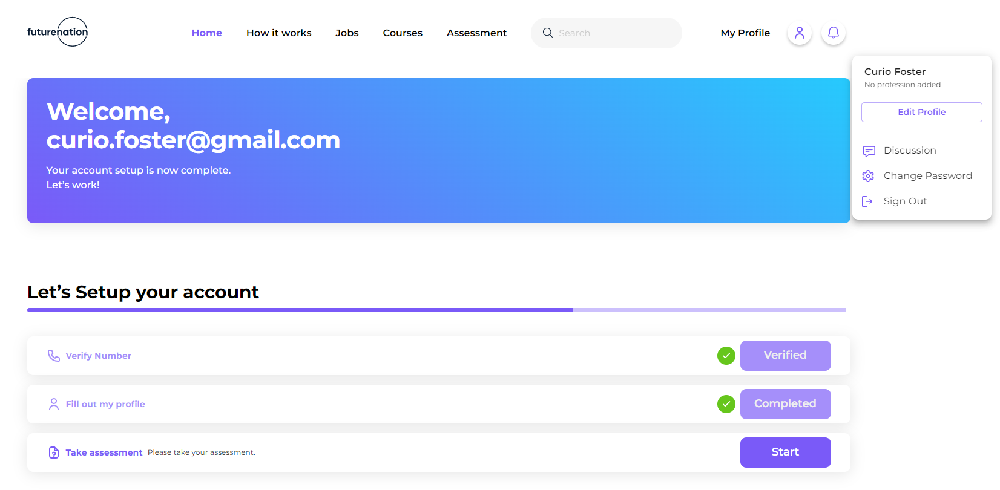 futurenation
Home
How it works
Jobs
Courses
Assessment
Search
My Profile
Curio Foster
No profession added
Edit Profile
Discussion
Change Password
Sign Out
Welcome,
curio.foster@gmail.com
Your account setup is now complete.
Let’s work!
Let’s Setup your account
Verify Number
Verified
Fill out my profile
Completed
Take assessment Please take your assessment.
Start